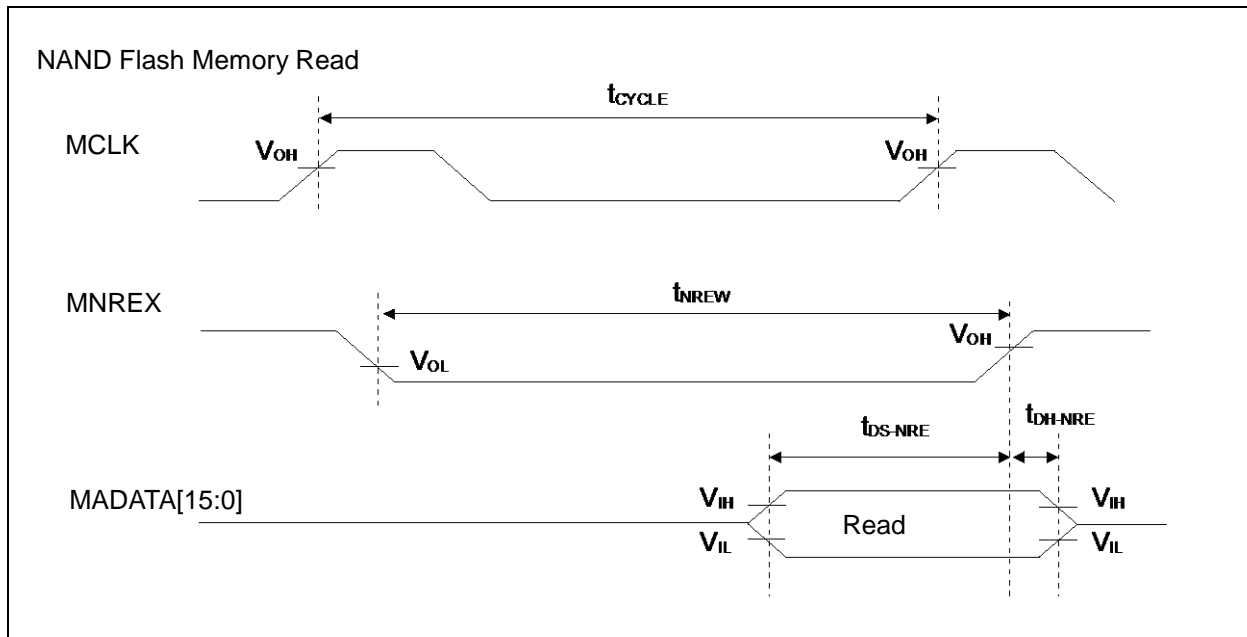 NAND Flash Memory Read
tCYCLE
MCLK
VOH
VOH
tNREW
MNREX
VOH
VOL
tDS-NRE
tDH-NRE
MADATA[15:0]
VIH
VIH
Read
VIL
VIL